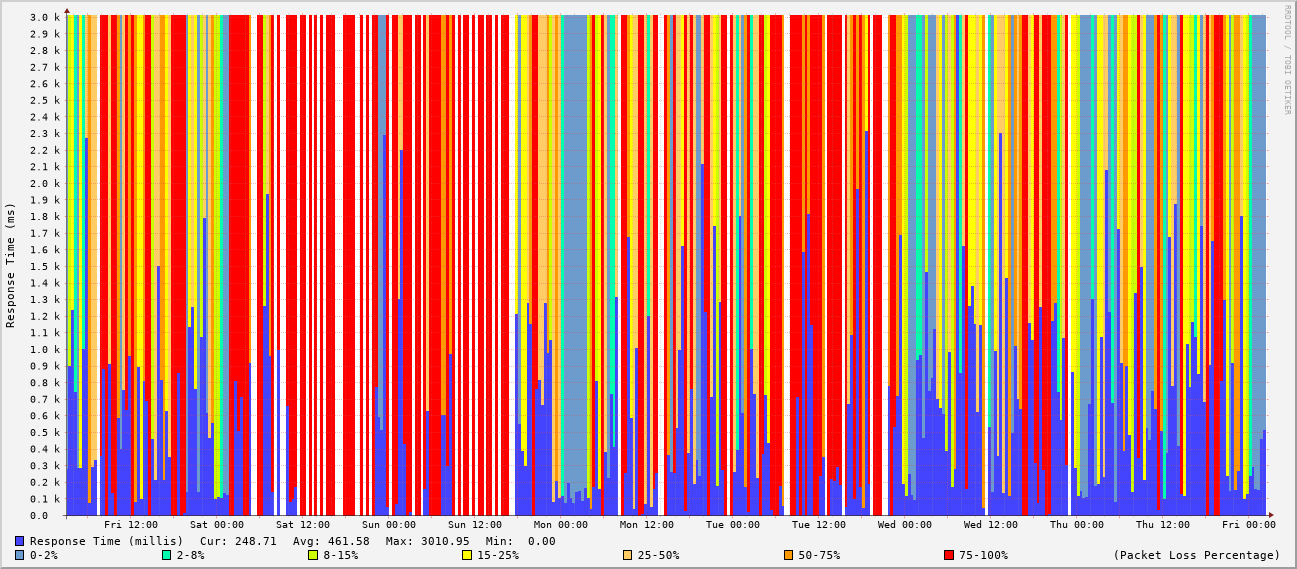 3.0 k
2.9 k
2.8 k
2.7 k
2.6 k
2.5 k
2.4 k
2.3 k
2.2 k
2.1 k
2.0 k
1.9 k
1.8 k
1.7 k
1.6 k
1.5 k
1.4 k
1.3 k
1.2 k
1.1 k
1.0 k
0.9 k
0.8 k
0.7 k
0.6 k
0.5 k
0.4 k
0.3 k
0.2 k
0.1 k
0.0
Response Time (ms)
RRDTOOL / TOBI OETIKER
Fri 12:00 Sat 00:00 Sat 12:00 Sun 00:00 Sun 12:00 Mon 00:00 Mon 12:00 Tue 00:00 Tue 12:00 Wed 00:00 Wed 12:00 Thu 00:00 Thu 12:00 Fri 00:00
Response Time (millis) Cur: 248.71 Avg: 461.58 Max: 3010.95 Min: 0.00
0-2% 2-8% 8-15% 15-25% 25-50% 50-75% 75-100% (Packet Loss Percentage)